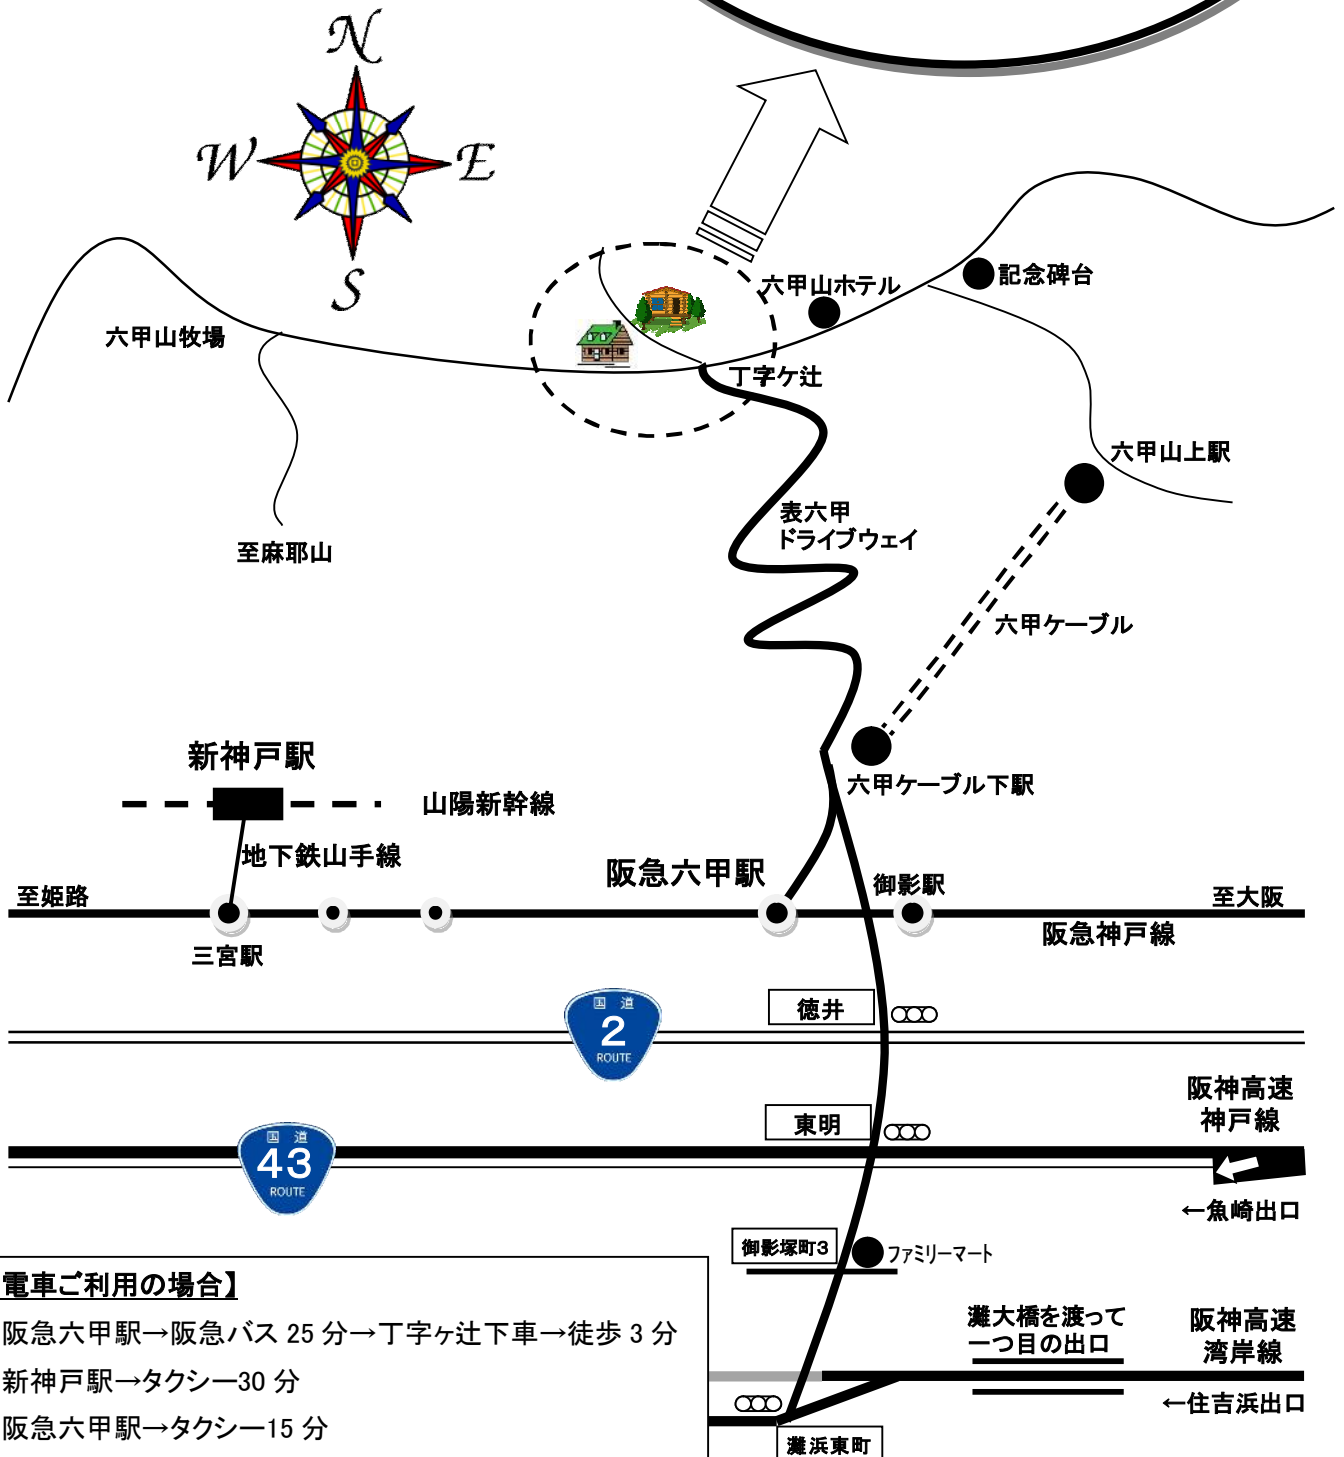 N
W
E
S
六甲山ホテル
記念碑台
六甲山牧場
丁字ケ辻
六甲山上駅
表六甲
ドライブウェイ
至麻耶山
六甲ケーブル
新神戸駅
六甲ケーブル下駅
山陽新幹線
地下鉄山手線
阪急六甲駅
御影駅
至姫路
至大阪
三宮駅
阪急神戸線
国道
2
ROUTE
徳井
阪神高速
神戸線
東明
国道
43
ROUTE
←魚崎出口
御影塚町3
ファミリーマート
電車ご利用の場合】
阪急六甲駅→阪急バス 25 分→丁字ヶ辻下車→徒歩 3 分
新神戸駅→タクシー30 分
阪急六甲駅→タクシー15 分
灘大橋を渡って
一つ目の出口
阪神高速
湾岸線
←住吉浜出口
灘浜東町